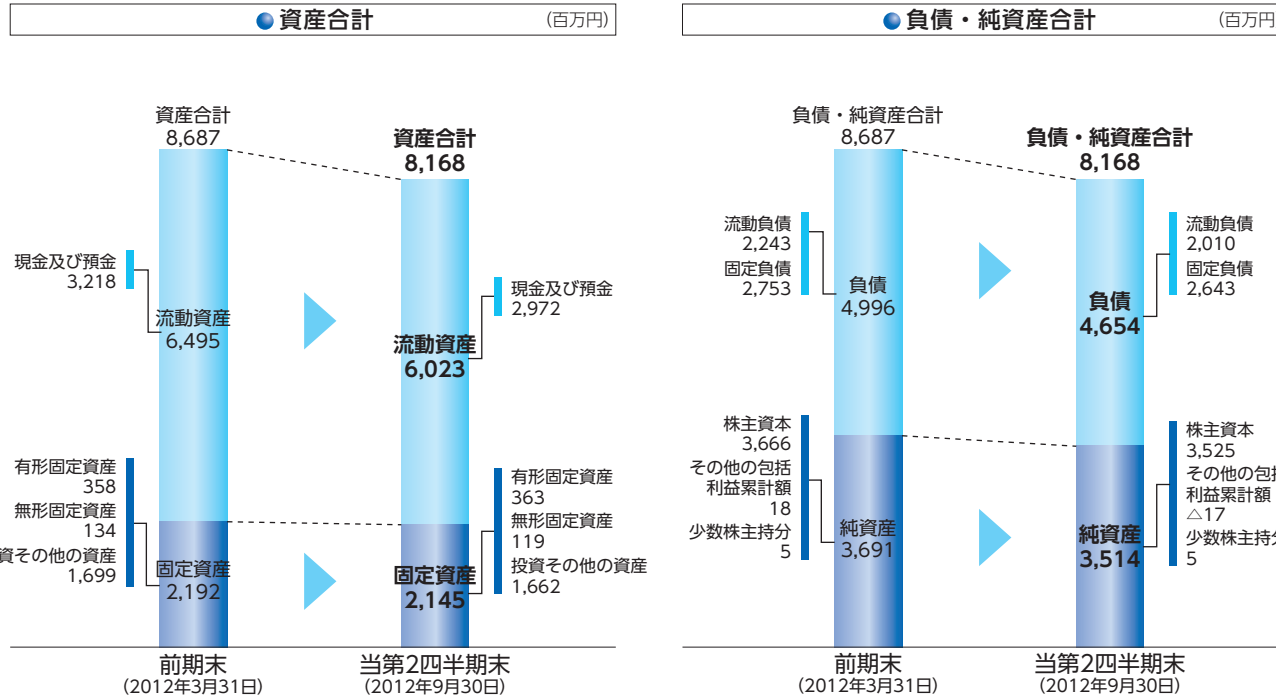 資産合計
(百万円)
資産合計
8,687
資産合計
8,168
現金及び預金
3,218
流動資産
6,495
現金及び預金
2,972
流動資産
6,023
有形固定資産
358
無形固定資産
134
資その他の資産
1,699
固定資産
2,192
有形固定資産
363
無形固定資産
119
投資その他の資産
1,662
固定資産
2,145
前期末
(2012年3月31日)
当第2四半期末
(2012年9月30日)
負債・純資産合計
(百万円
負債・純資産合計
8,687
負債・純資産合計
8,168
流動負債
2,243
固定負債
2,753
負債
4,996
流動負債
2,010
固定負債
2,643
負債
4,654
株主資本
3,666
その他の包括
利益累計額
18
少数株主持分
5
純資産
3,691
株主資本
3,525
その他の包括
利益累計額
△17
少数株主持分
5
純資産
3,514
前期末
(2012年3月31日)
当第2四半期末
(2012年9月30日)